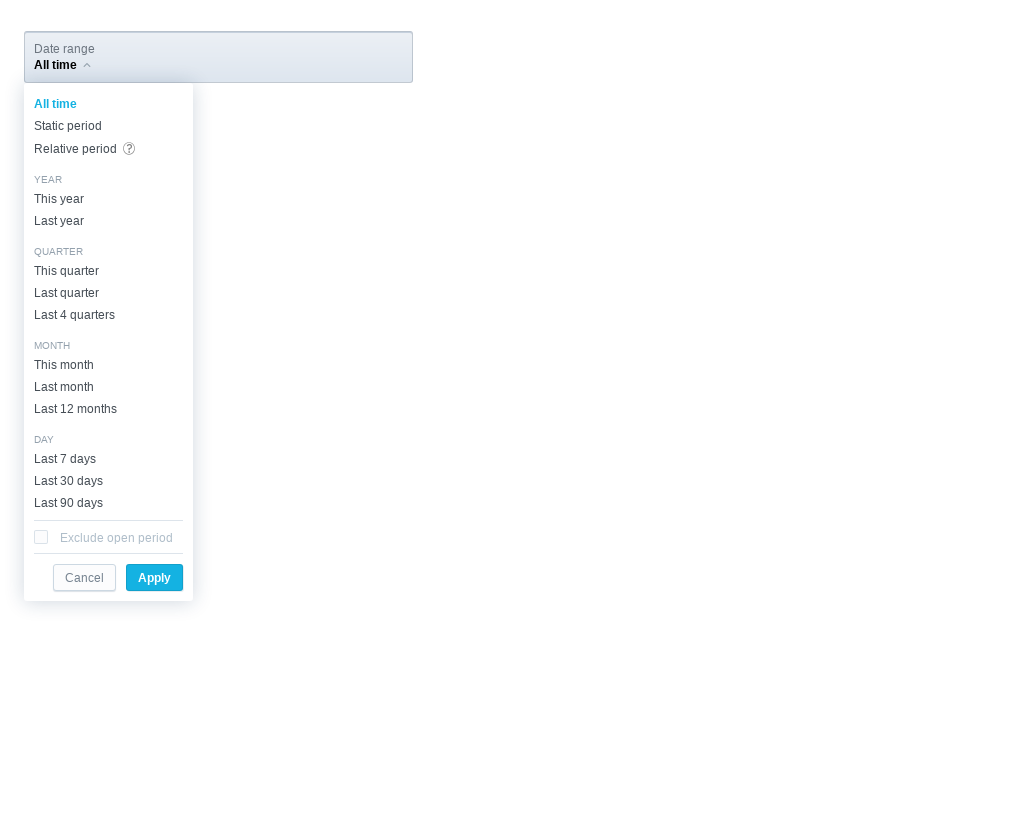 Date range
All time
All time
Static period
Relative period ?
YEAR
This year
Last year
QUARTER
This quarter
Last quarter
Last 4 quarters
MONTH
This month
Last month
Last 12 months
DAY
Last 7 days
Last 30 days
Last 90 days
Exclude open period
Cancel Apply